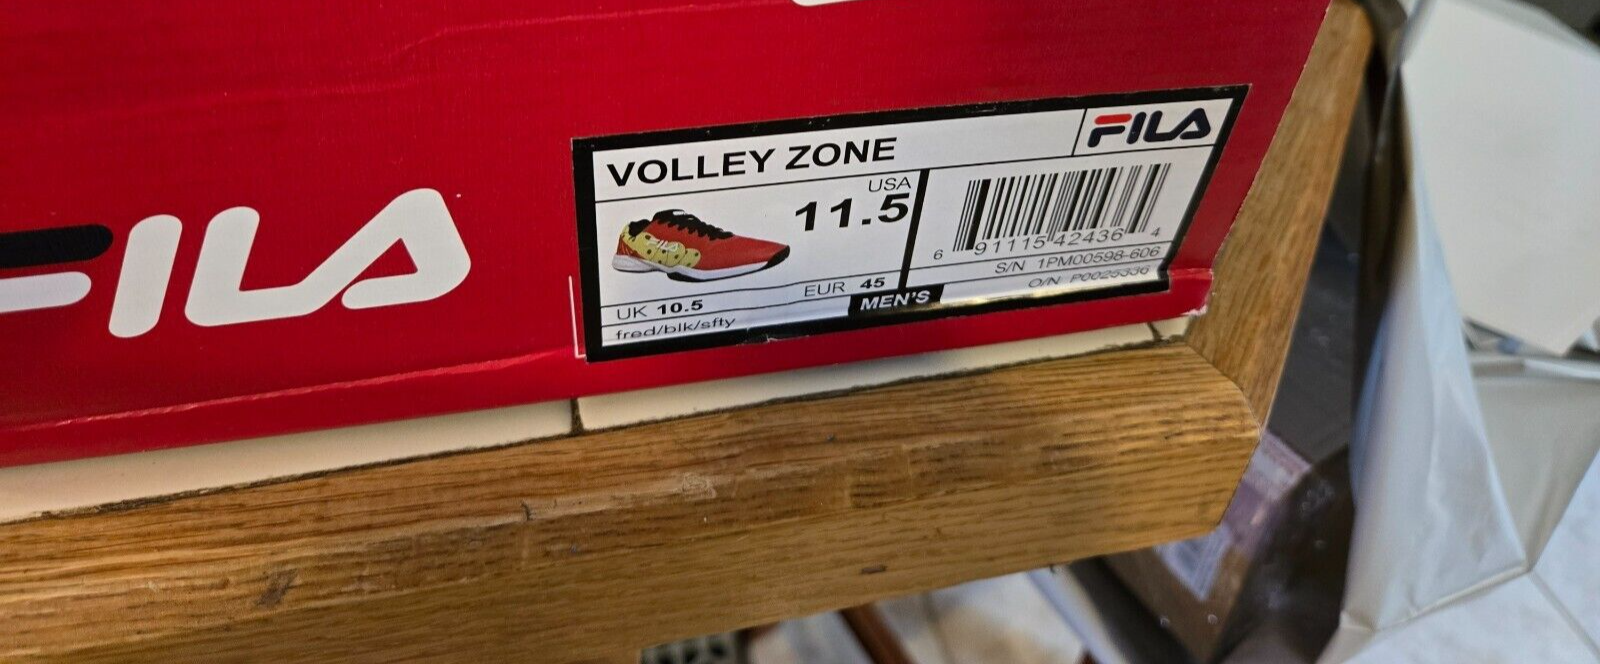 FILA
VOLLEY ZONE
FILA
USA
11.5
UK 10.5
EUR 45
MEN'S
fred/blk/sfty
6 91115 42436 4
S/N 1PM00598-606
O/N P0025336